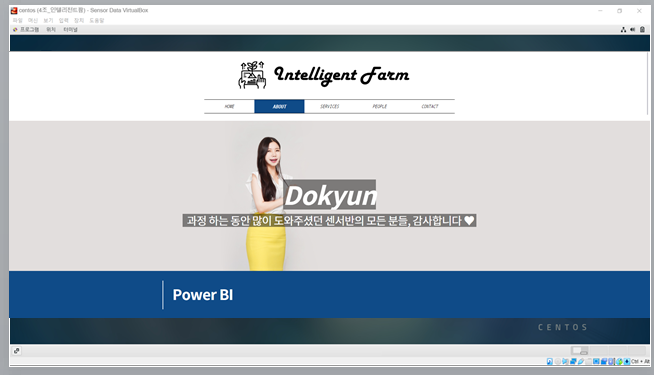 centos (4조_인텔리전트팜) - Sensor Data VirtualBox
파일 머신 보기 입력 장치 도움말
프로그램 위치 터미널
Intelligent Farm
HOME ABOUT SERVICES PEOPLE CONTACT
Dokyun
과정 하는 동안 많이 도와주셨던 센서반의 모든 분들, 감사합니다 ♥
Power BI
CENTOS
Ctrl + Alt